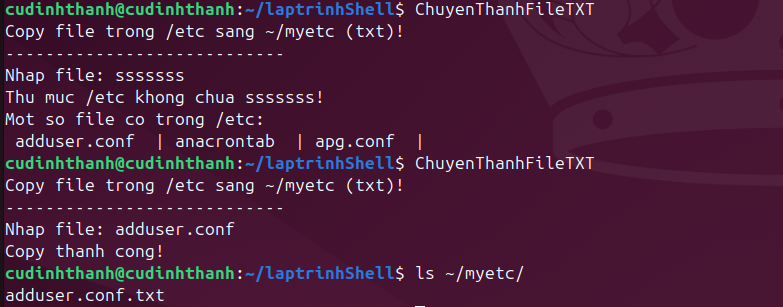 cudinhthanh@cudinhthanh:~/laptrinhShell$ ChuyenThanhFileTXT
Copy file trong /etc sang ~/myetc (txt)!
----------------------------
Nhap file: sssssss
Thu muc /etc khong chua sssssss!
Mot so file co trong /etc:
 adduser.conf  | anacrontab  | apg.conf  |
cudinhthanh@cudinhthanh:~/laptrinhShell$ ChuyenThanhFileTXT
Copy file trong /etc sang ~/myetc (txt)!
----------------------------
Nhap file: adduser.conf
Copy thanh cong!
cudinhthanh@cudinhthanh:~/laptrinhShell$ ls ~/myetc/
adduser.conf.txt